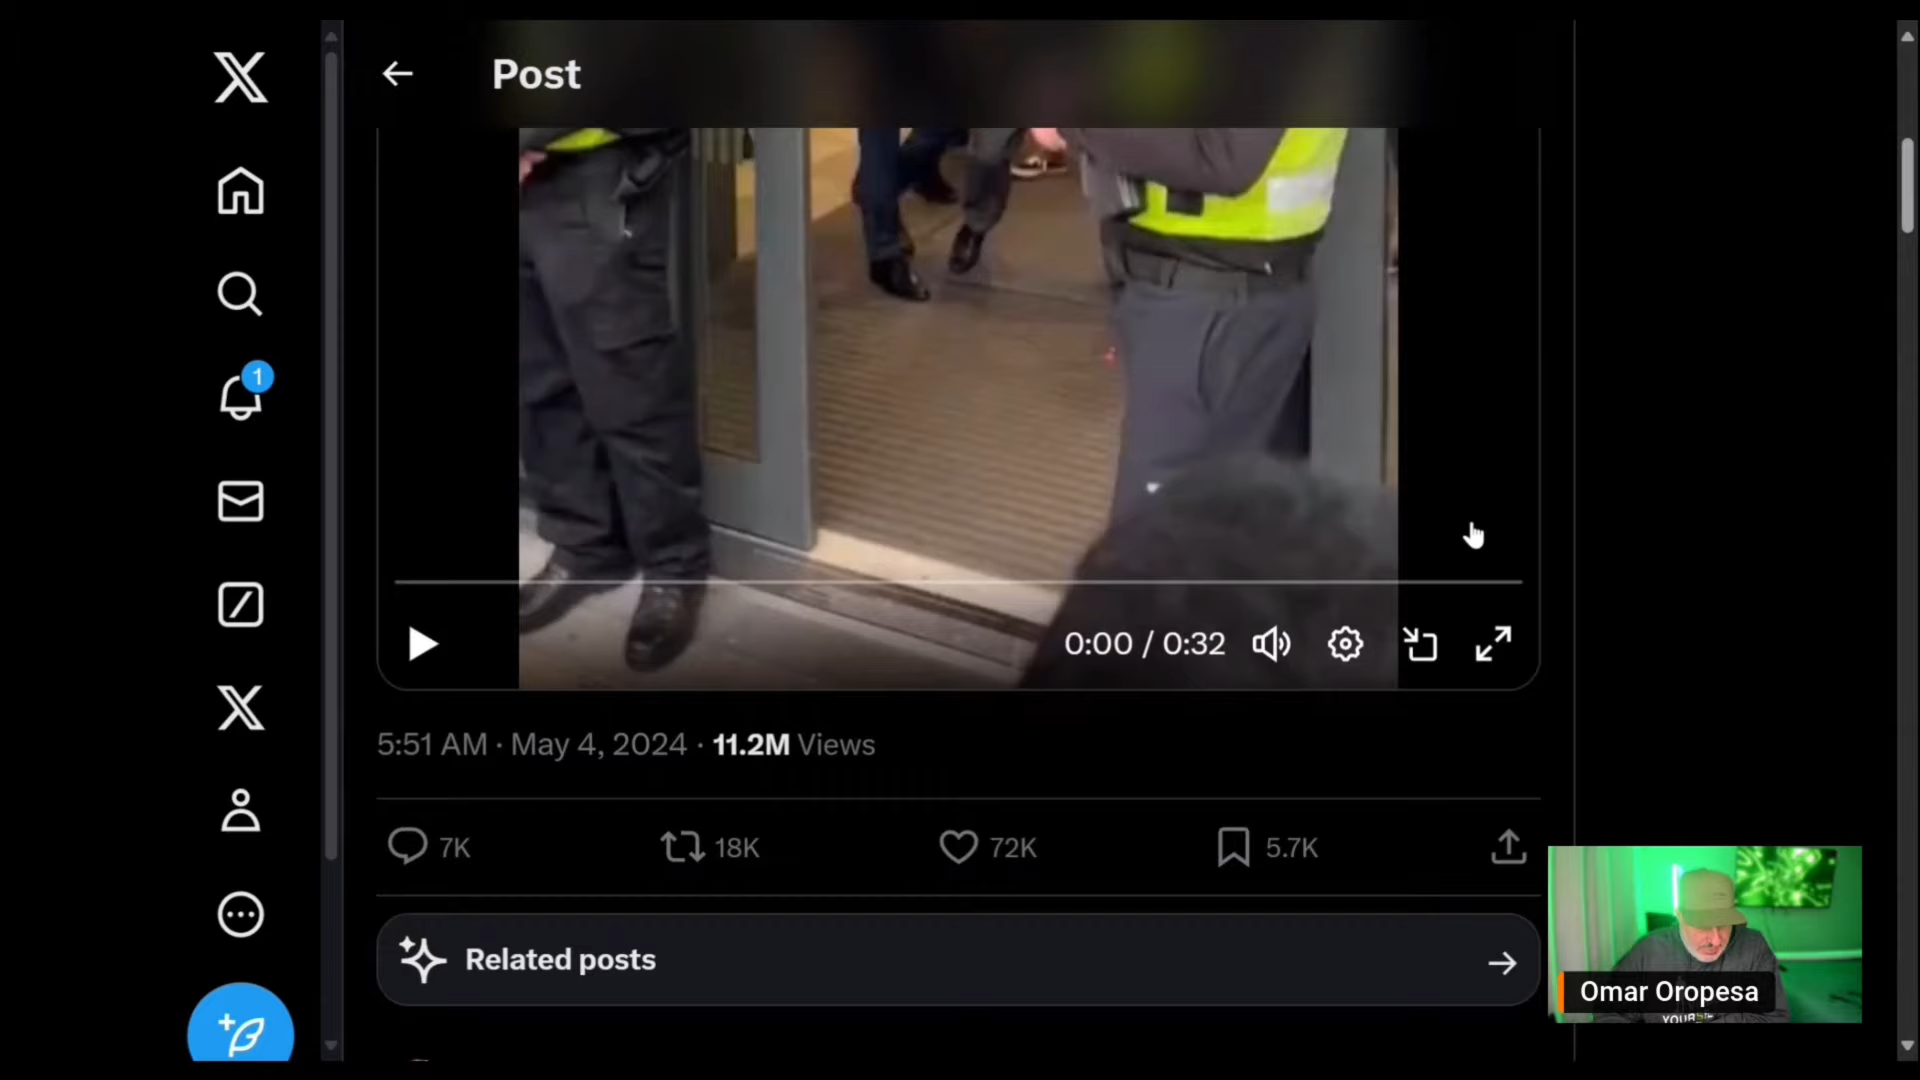 Post
1
0:00 / 0:32
5:51 AM · May 4, 2024 · 11.2M Views
7K 18K 72K 5.7K
Related posts
Omar Oropesa